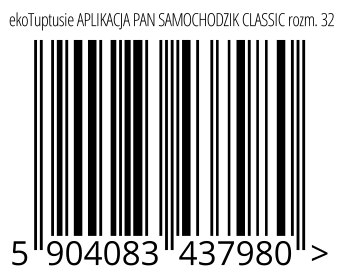 ekoTuptusie APLIKACJA PAN SAMOCHODZIK CLASSIC rozm. 32
5 904083 437980 >